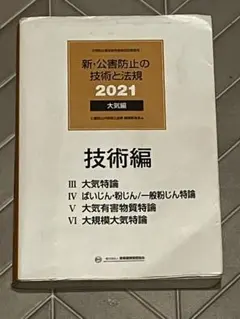 新・公害防止の
技術と法規
2021
大気編
技術編
III 大気特論
IV ばいじん・粉じん/一般粉じん特論
V 大気有害物質特論
VI 大規模大気特論